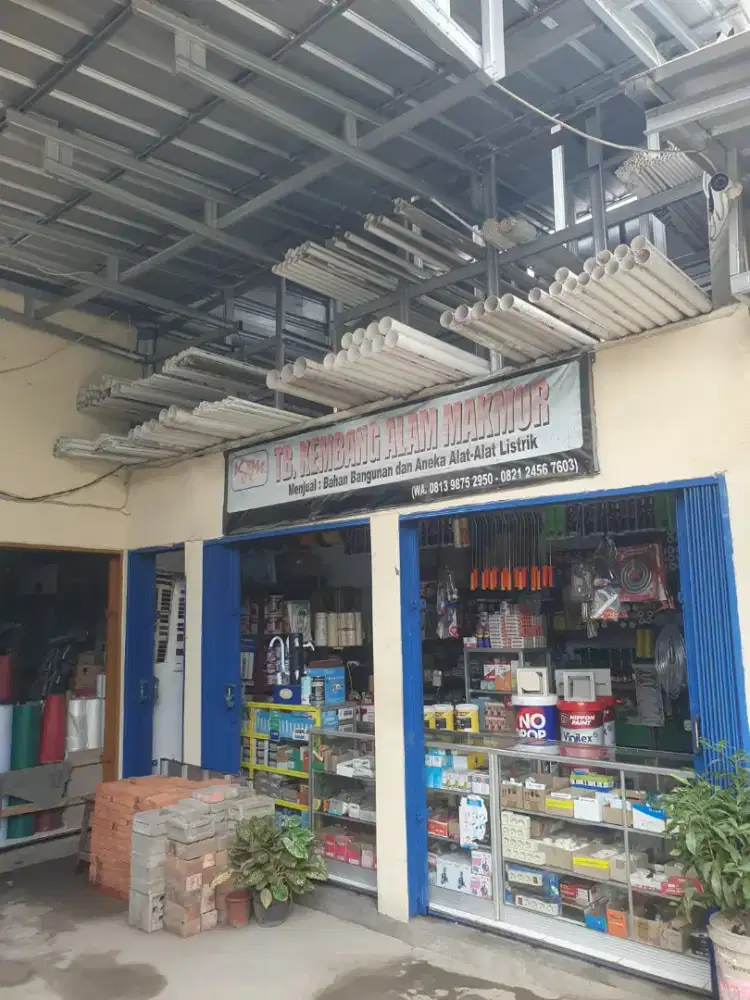 TB. KEMBANG ALAM MAKMUR
Menjual : Bahan Bangunan dan Aneka Alat-Alat Listrik
(WA. 0813 9875 2950 - 0821 2456 7603)
NO
DROP
NIPPON PAINT
Vinilex